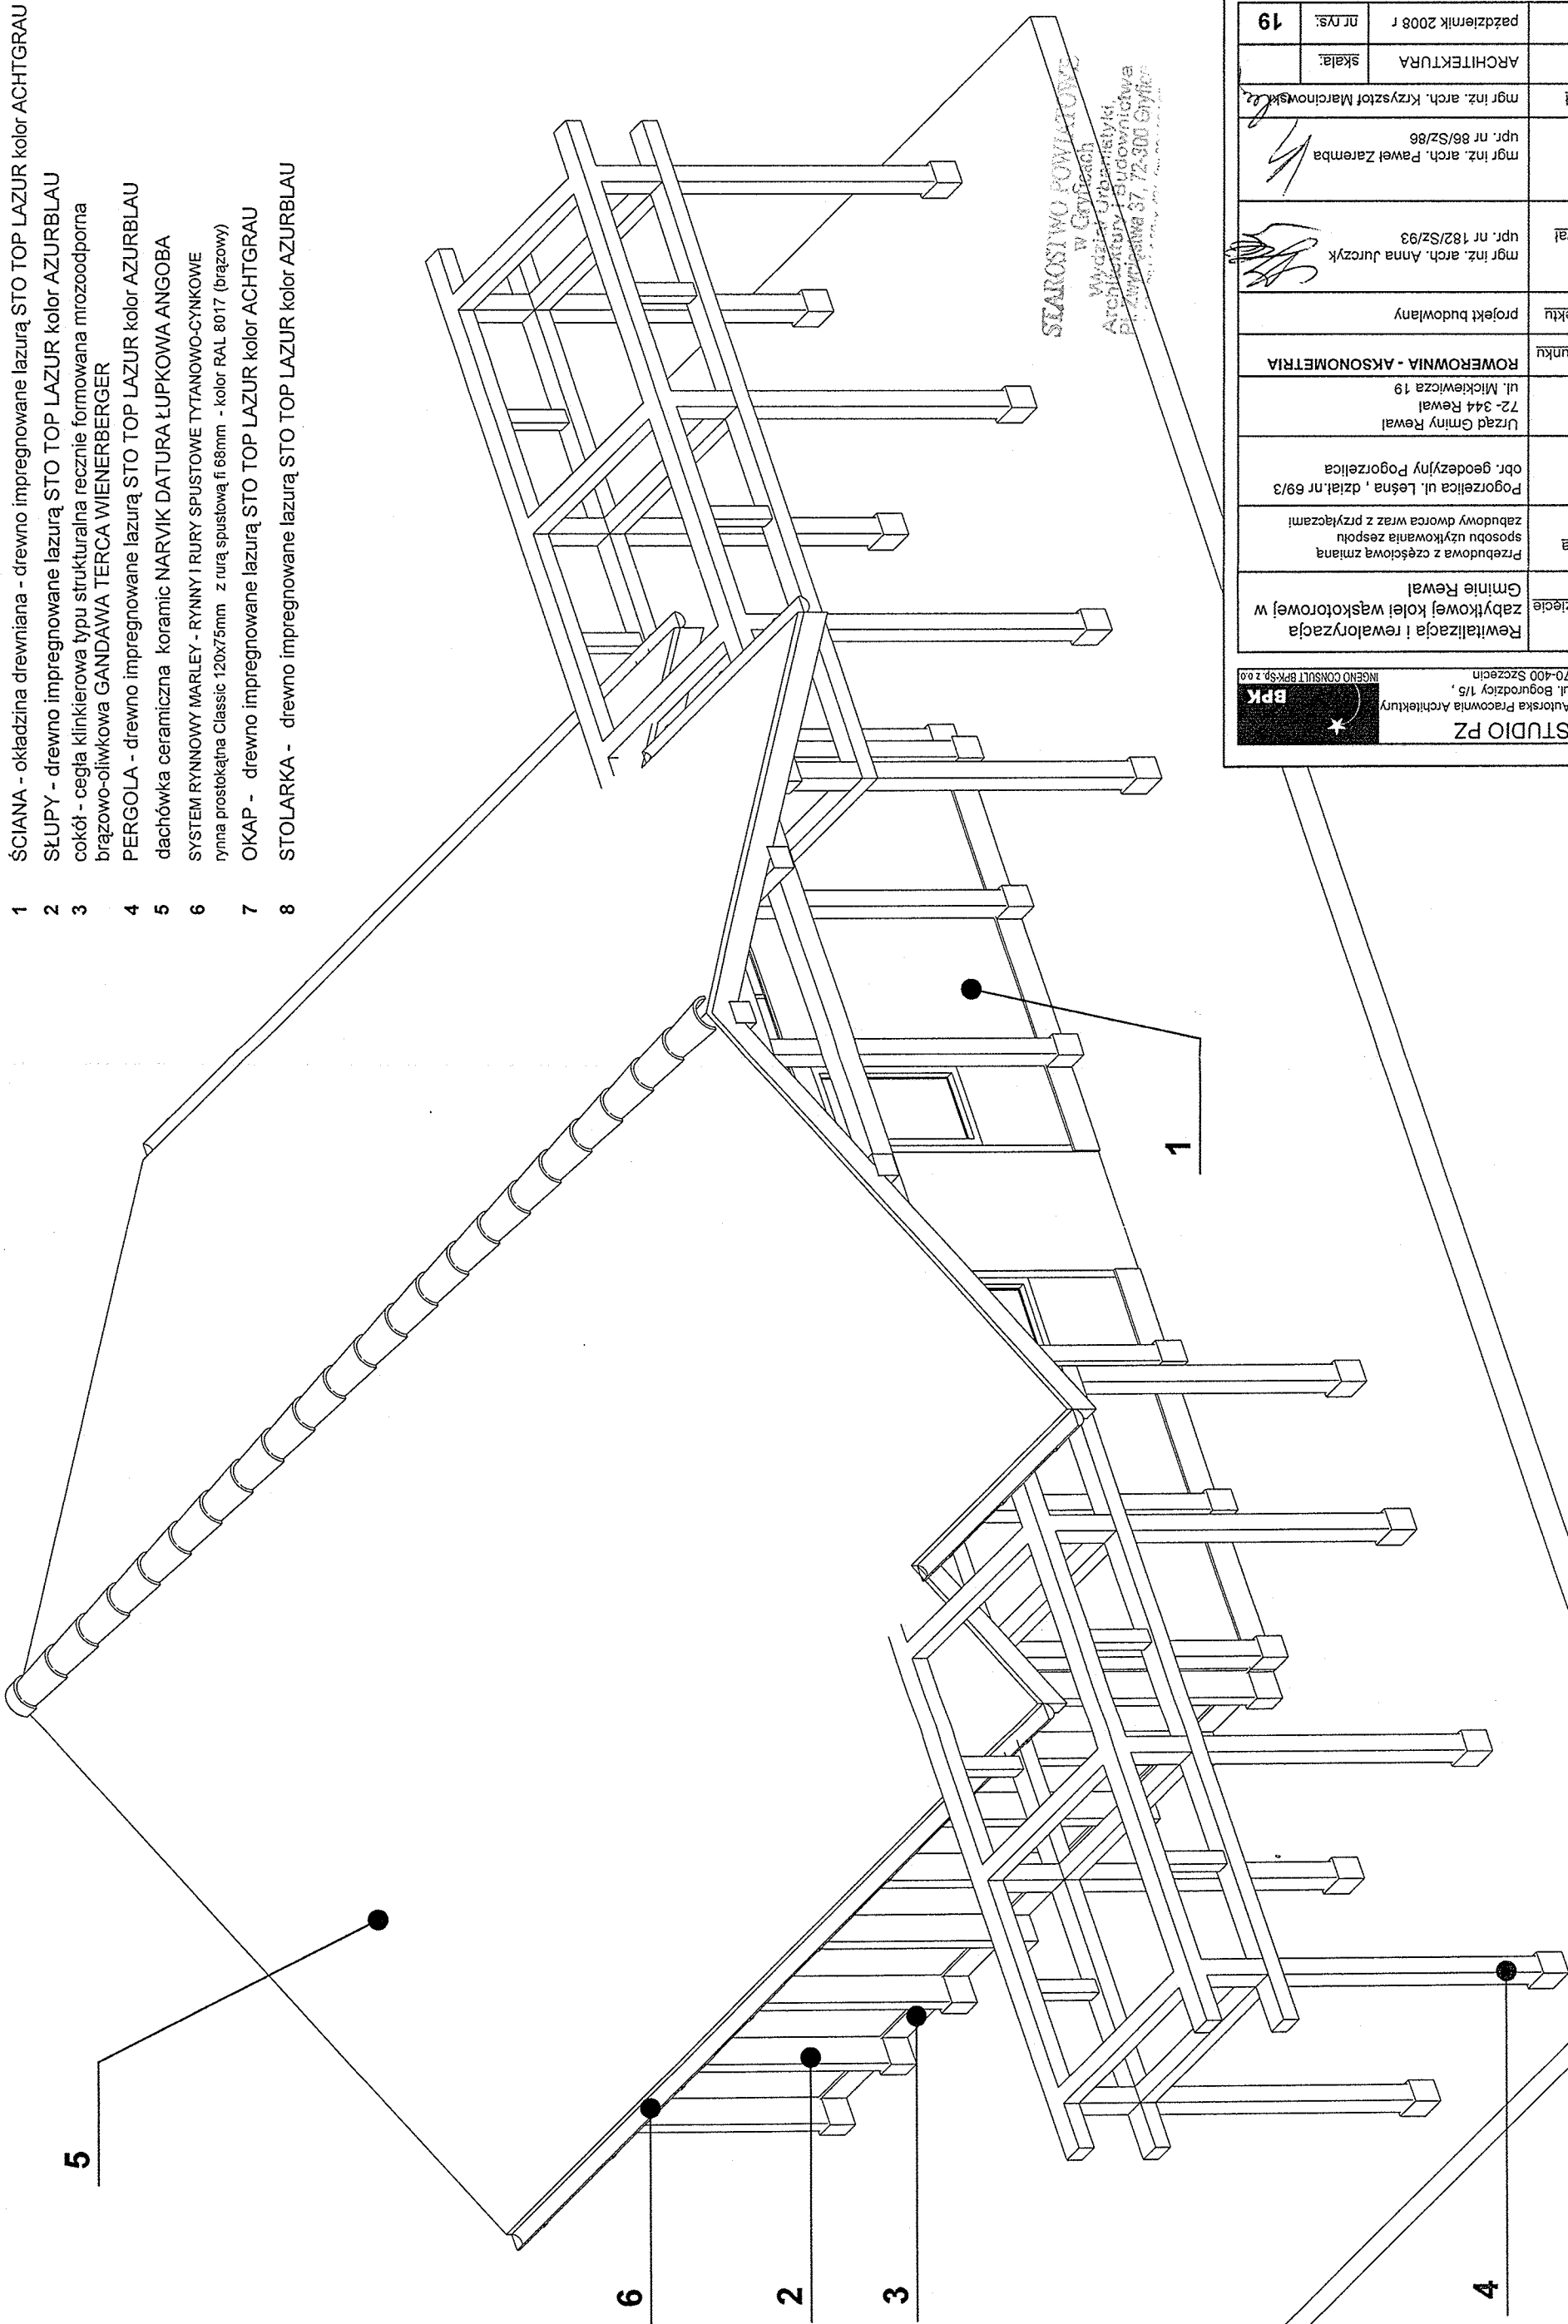 1 ŚCIANA - okładzina drewniana - drewno impregnowane lazurą STO TOP LAZUR kolor ACHTGRAU
2 SŁUPY - drewno impregnowane lazurą STO TOP LAZUR kolor AZURBLAU
3 cokół - cegła klinkierowa typu strukturalna recznie formowana mrozoodporna
brązowo-oliwkowa GANDAWA TERCA WIENERBERGER
4 PERGOLA - drewno impregnowane lazurą STO TOP LAZUR kolor AZURBLAU
5 dachówka ceramiczna koramic NARVIK DATURA ŁUPKOWA ANGOBA
6 SYSTEM RYNNOWY MARLEY - RYNNY I RURY SPUSTOWE TYTANOWO-CYNKOWE
rynna prostokątna Classic 120x75mm z rurą spustową fi 68mm - kolor RAL 8017 (brązowy)
7 OKAP - drewno impregnowane lazurą STO TOP LAZUR kolor ACHTGRAU
8 STOLARKA - drewno impregnowane lazurą STO TOP LAZUR kolor AZURBLAU
5
6
2
3
4
1
STAROSTWO POWIATOWE
w Gryficach
Wydział Urbanistyki,
Architektury i Budownictwa
37, 72-300 Gryfice
STUDIO PZ
Autorska Pracownia Architektury
ul. Bogurodzicy 1/5 ,
70-400 Szczecin
BPK
INGENO CONSULT BPK-Sp. z o.o.
Rewitalizacja i rewaloryzacja
zabytkowej kolei wąskotorowej w
Gminie Rewal
Przebudowa z częściową zmianą
sposobu użytkowania zespołu
zabudowy dworca wraz z przyłączami
Pogorzelica ul. Leśna , dział.nr 69/3
obr. geodezyjny Pogorzelica
Urząd Gminy Rewal
72- 344 Rewal
ul. Mickiewicza 19
ROWEROWNIA - AKSONOMETRIA
projekt budowlany
mgr inż. arch. Anna Jurczyk
upr. nr 182/Sz/93
mgr inż. arch. Paweł Zaremba
upr. nr 86/Sz/86
mgr inż. arch. Krzysztof Marcinowski
ARCHITEKTURA skala:
październik 2008 r nr rys: 19